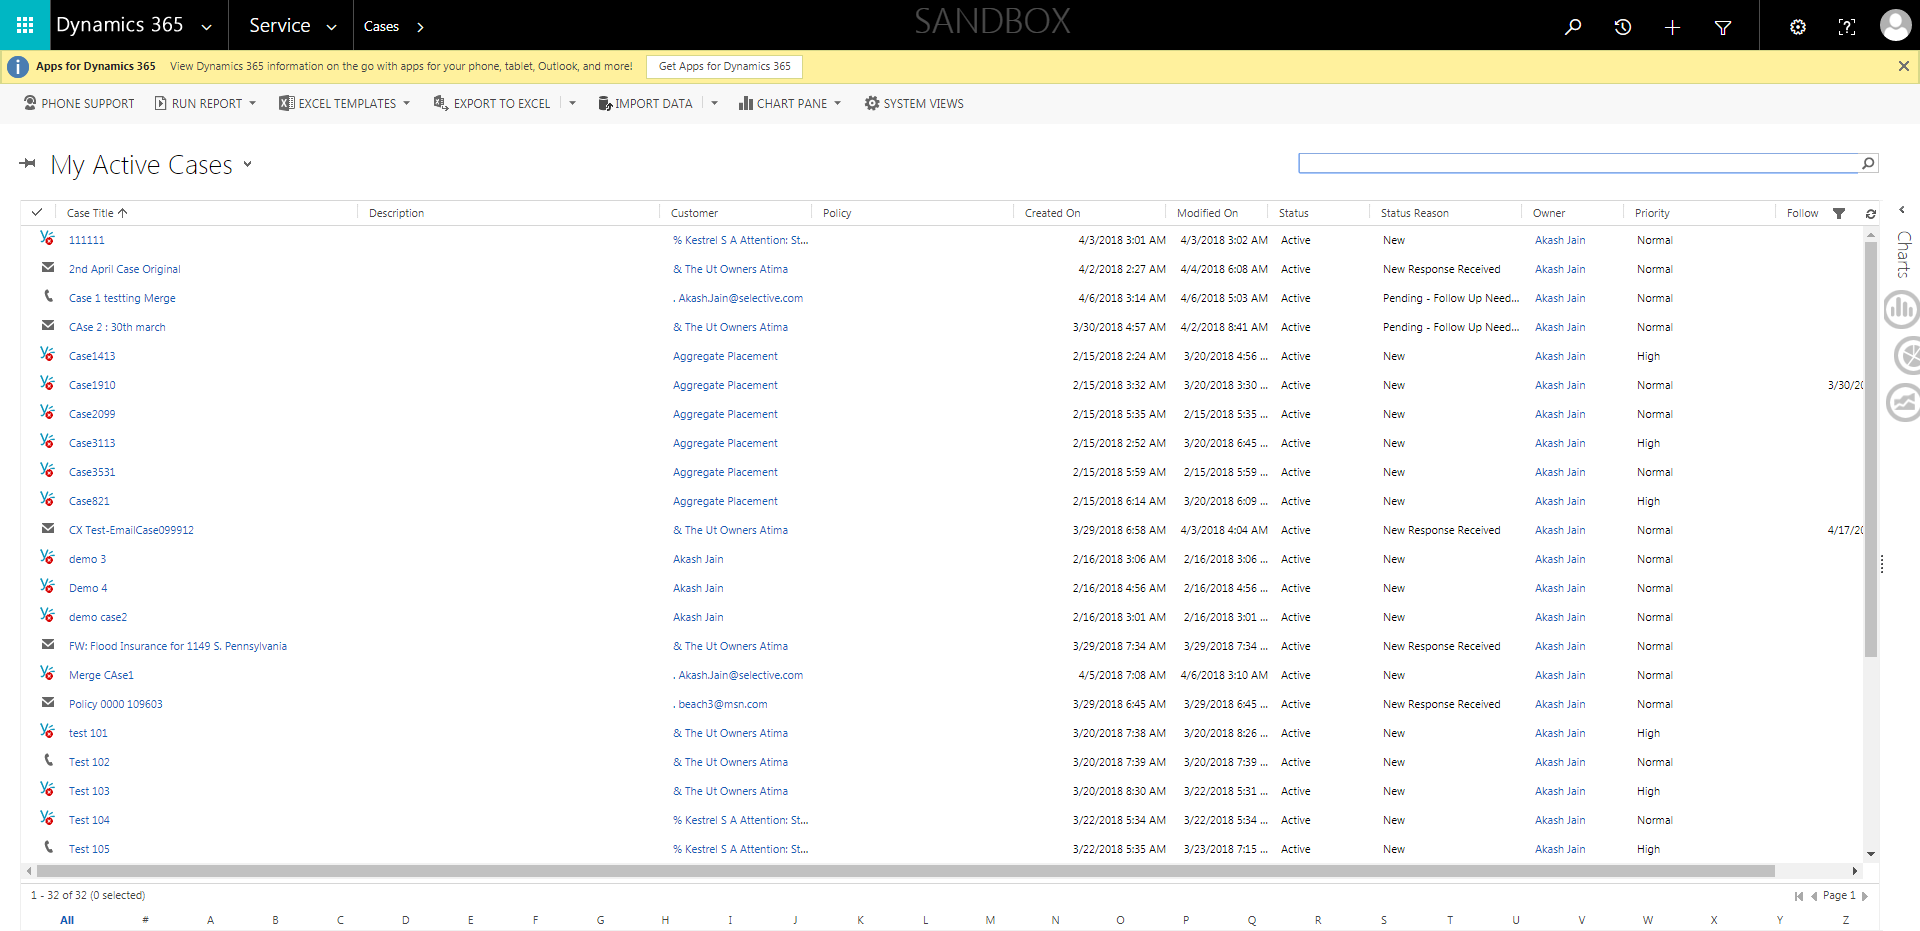 Dynamics 365 Service Cases SANDBOX
Apps for Dynamics 365 View Dynamics 365 information on the go with apps for your phone, tablet, Outlook, and more! Get Apps for Dynamics 365
PHONE SUPPORT RUN REPORT EXCEL TEMPLATES EXPORT TO EXCEL IMPORT DATA CHART PANE SYSTEM VIEWS
My Active Cases
Case Title Description Customer Policy Created On Modified On Status Status Reason Owner Priority Follow
111111 % Kestrel S A Attention: St... 4/3/2018 3:01 AM 4/3/2018 3:02 AM Active New Akash Jain Normal
2nd April Case Original & The Ut Owners Atima 4/2/2018 2:27 AM 4/4/2018 6:08 AM Active New Response Received Akash Jain Normal
Case 1 testting Merge . Akash.Jain@selective.com 4/6/2018 3:14 AM 4/6/2018 5:03 AM Active Pending - Follow Up Need... Akash Jain Normal
CAse 2 : 30th march & The Ut Owners Atima 3/30/2018 4:57 AM 4/2/2018 8:41 AM Active Pending - Follow Up Need... Akash Jain Normal
Case1413 Aggregate Placement 2/15/2018 2:24 AM 3/20/2018 4:56 ... Active New Akash Jain High
Case1910 Aggregate Placement 2/15/2018 3:32 AM 3/20/2018 3:30 ... Active New Akash Jain Normal 3/30/20
Case2099 Aggregate Placement 2/15/2018 5:35 AM 2/15/2018 5:35 ... Active New Akash Jain Normal
Case3113 Aggregate Placement 2/15/2018 2:52 AM 3/20/2018 6:45 ... Active New Akash Jain High
Case3531 Aggregate Placement 2/15/2018 5:59 AM 2/15/2018 5:59 ... Active New Akash Jain Normal
Case821 Aggregate Placement 2/15/2018 6:14 AM 3/20/2018 6:09 ... Active New Akash Jain High
CX Test-EmailCase099912 & The Ut Owners Atima 3/29/2018 6:58 AM 4/3/2018 4:04 AM Active New Response Received Akash Jain Normal 4/17/20
demo 3 Akash Jain 2/16/2018 3:06 AM 2/16/2018 3:06 ... Active New Akash Jain Normal
Demo 4 Akash Jain 2/16/2018 4:56 AM 2/16/2018 4:56 ... Active New Akash Jain Normal
demo case2 Akash Jain 2/16/2018 3:01 AM 2/16/2018 3:01 ... Active New Akash Jain Normal
FW: Flood Insurance for 1149 S. Pennsylvania & The Ut Owners Atima 3/29/2018 7:34 AM 3/29/2018 7:34 ... Active New Response Received Akash Jain Normal
Merge CAse1 . Akash.Jain@selective.com 4/5/2018 7:08 AM 4/6/2018 3:10 AM Active New Akash Jain Normal
Policy 0000 109603 . beach3@msn.com 3/29/2018 6:45 AM 3/29/2018 6:45 ... Active New Response Received Akash Jain Normal
test 101 & The Ut Owners Atima 3/20/2018 7:38 AM 3/20/2018 8:26 ... Active New Akash Jain High
Test 102 & The Ut Owners Atima 3/20/2018 7:39 AM 3/20/2018 7:39 ... Active New Akash Jain Normal
Test 103 & The Ut Owners Atima 3/20/2018 8:30 AM 3/22/2018 5:31 ... Active New Akash Jain High
Test 104 % Kestrel S A Attention: St... 3/22/2018 5:34 AM 3/22/2018 5:34 ... Active New Akash Jain Normal
Test 105 % Kestrel S A Attention: St... 3/22/2018 5:35 AM 3/23/2018 7:15 ... Active New Akash Jain High
Charts
1 - 32 of 32 (0 selected) Page 1
All # A B C D E F G H I J K L M N O P Q R S T U V W X Y Z